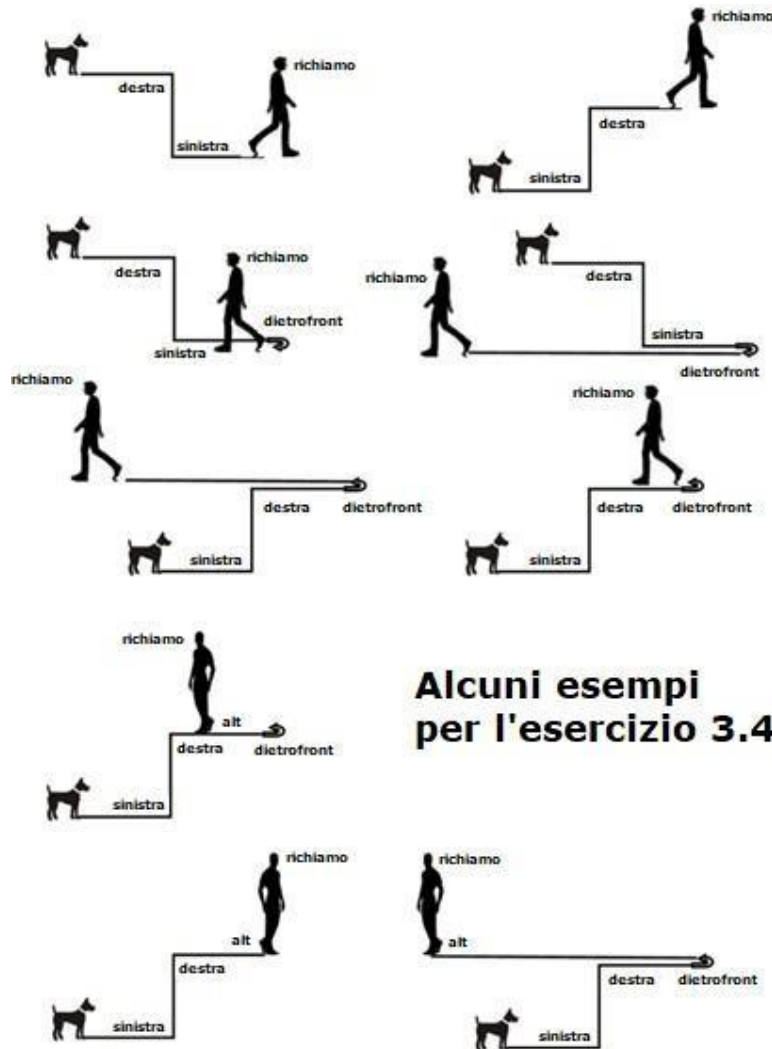 richiamo
destra
sinistra
richiamo
destra
sinistra
richiamo
destra
dietrofront
sinistra
richiamo
destra
sinistra
dietrofront
richiamo
destra
dietrofront
sinistra
richiamo
destra
dietrofront
sinistra
richiamo
alt
destra
dietrofront
sinistra
Alcuni esempi
per l'esercizio 3.4
richiamo
alt
destra
sinistra
richiamo
alt
destra
dietrofront
sinistra